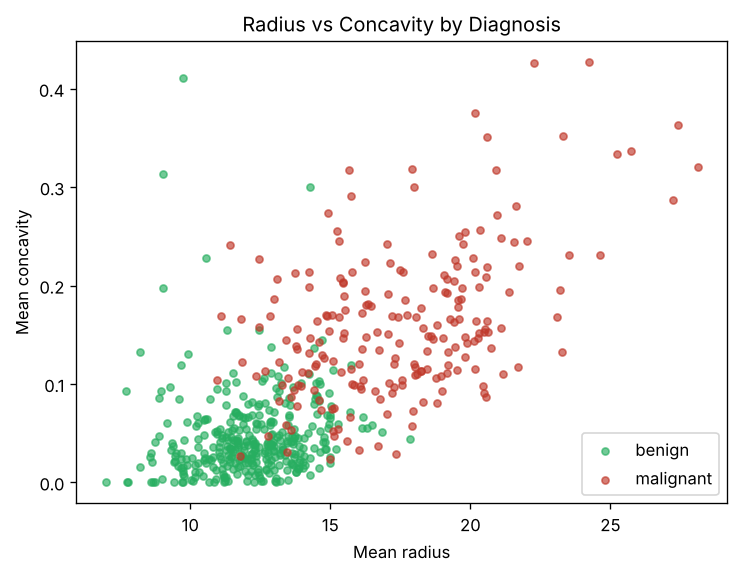 Radius vs Concavity by Diagnosis
Mean concavity
0.4
0.3
0.2
0.1
0.0
10 15 20 25
Mean radius
benign
malignant